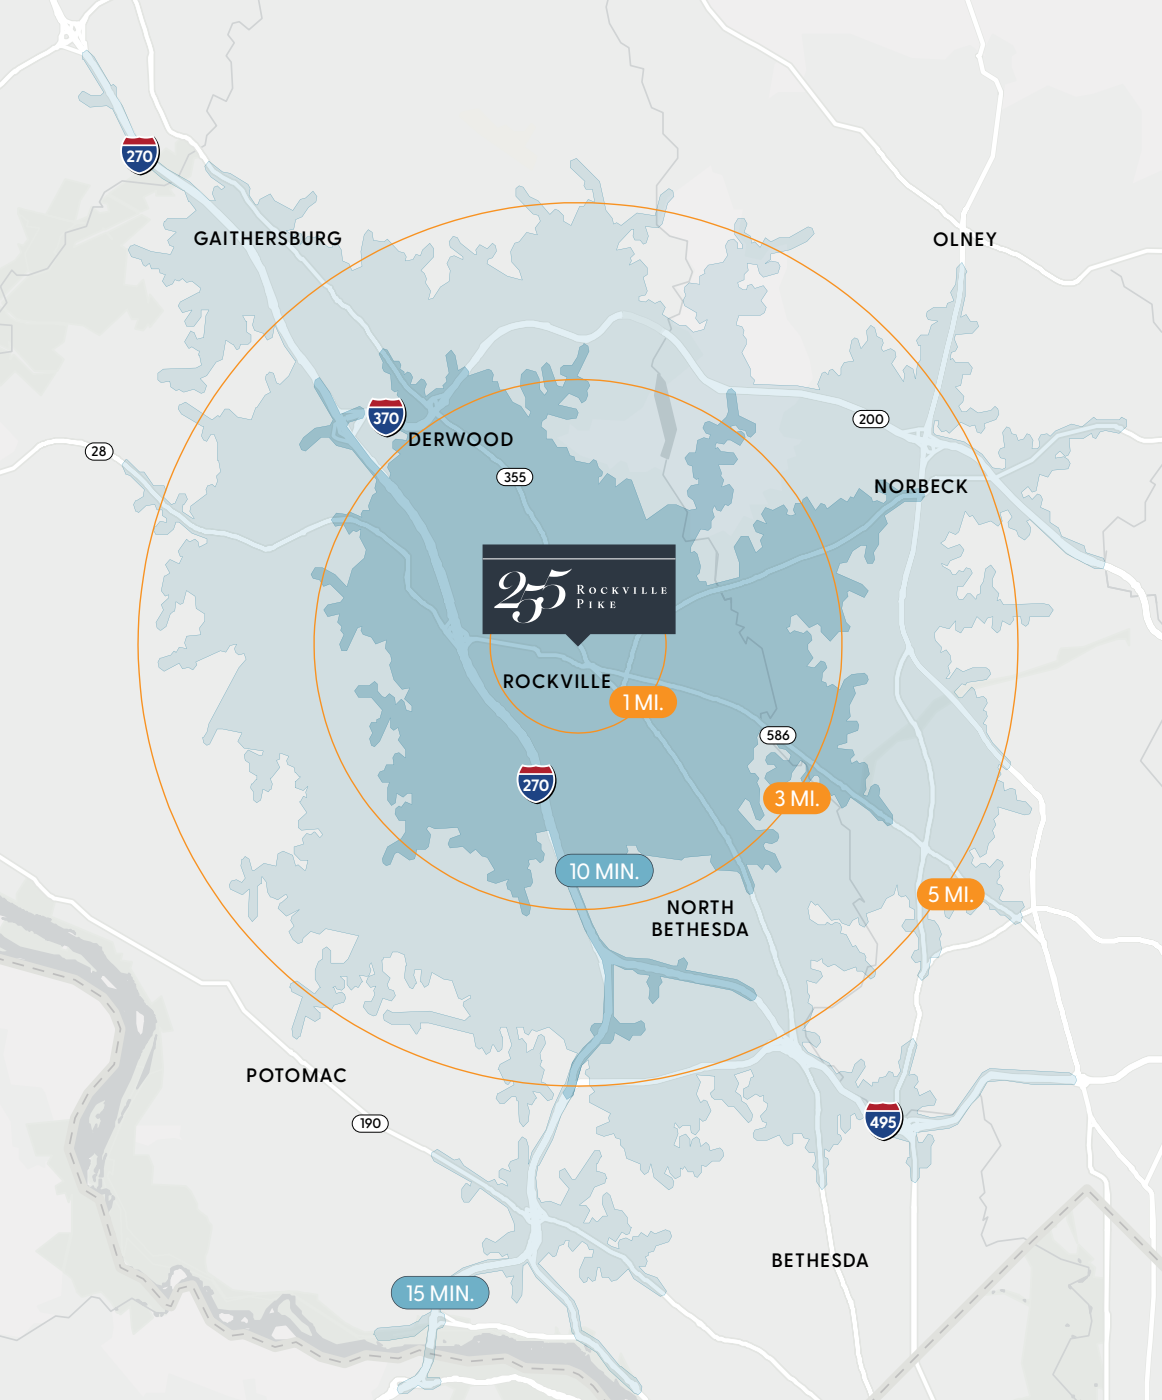 270
GAITHERSBURG
OLNEY
370
200
DERWOOD
28
355
NORBECK
255 ROCKVILLE
PIKE
ROCKVILLE
1 MI.
586
270
3 MI.
10 MIN.
5 MI.
NORTH
BETHESDA
POTOMAC
190
495
BETHESDA
15 MIN.